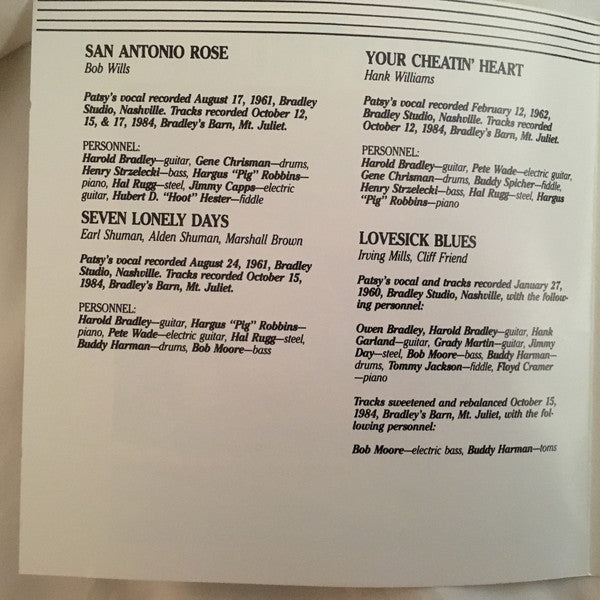 SAN ANTONIO ROSE
Bob Wills
Patsy's vocal recorded August 17, 1961, Bradley
Studio, Nashville. Tracks recorded October 12,
15, & 17, 1984, Bradley's Barn, Mt. Juliet.
PERSONNEL:
Harold Bradley—guitar, Gene Chrisman—drums,
Henry Strzelecki—bass, Hargus "Pig" Robbins—
piano, Hal Rugg—steel, Jimmy Capps—electric
guitar, Hubert D. "Hoot" Hester—fiddle
SEVEN LONELY DAYS
Earl Shuman, Alden Shuman, Marshall Brown
Patsy's vocal recorded August 24, 1961, Bradley
Studio, Nashville. Tracks recorded October 15,
1984, Bradley's Barn, Mt. Juliet.
PERSONNEL:
Harold Bradley—guitar, Hargus "Pig" Robbins—
piano, Pete Wade—electric guitar, Hal Rugg—steel,
Buddy Harman—drums, Bob Moore—bass
YOUR CHEATIN' HEART
Hank Williams
Patsy's vocal recorded February 12, 1962,
Bradley Studio, Nashville. Tracks recorded
October 12, 1984, Bradley's Barn, Mt. Juliet.
PERSONNEL:
Harold Bradley—guitar, Pete Wade—electric guitar,
Gene Chrisman—drums, Buddy Spicher—fiddle,
Henry Strzelecki—bass, Hal Rugg—steel, Hargus
"Pig" Robbins—piano
LOVESICK BLUES
Irving Mills, Cliff Friend
Patsy's vocal and tracks recorded January 27,
1960, Bradley Studio, Nashville, with the follow-
ing personnel:
Owen Bradley, Harold Bradley—guitar, Hank
Garland—guitar, Grady Martin—guitar, Jimmy
Day—steel, Bob Moore—bass, Buddy Harman—
drums, Tommy Jackson—fiddle, Floyd Cramer
—piano
Tracks sweetened and rebalanced October 15,
1984, Bradley's Barn, Mt. Juliet, with the fol-
lowing personnel:
Bob Moore—electric bass, Buddy Harman—toms